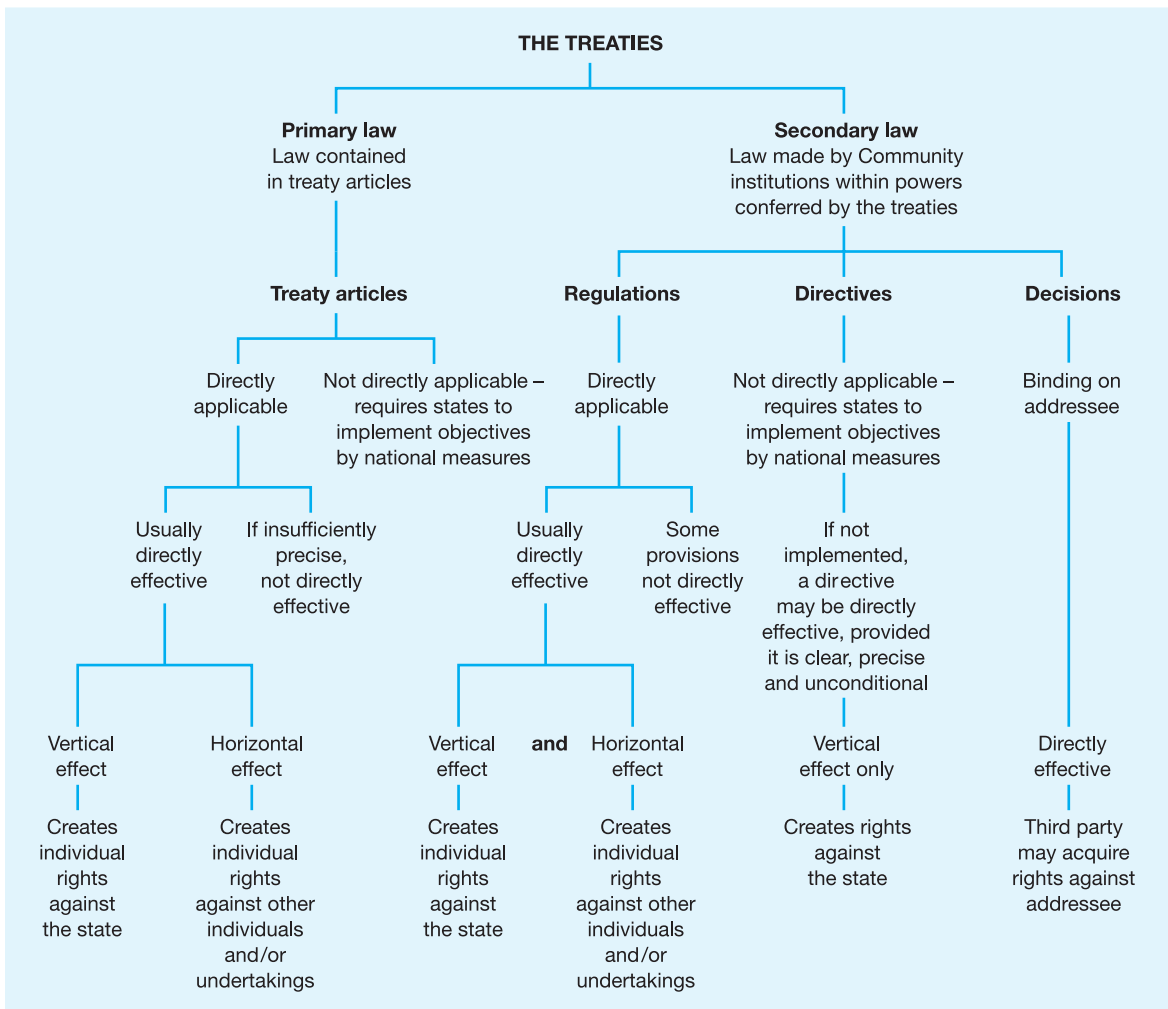 THE TREATIES
Primary law
Law contained
in treaty articles
Secondary law
Law made by Community
institutions within powers
conferred by the treaties
Treaty articles
Regulations
Directives
Decisions
Directly
applicable
Not directly applicable –
requires states to
implement objectives
by national measures
Directly
applicable
Not directly applicable –
requires states to
implement objectives
by national measures
Binding on
addressee
Usually
directly
effective
If insufficiently
precise,
not directly
effective
Usually
directly
effective
Some
provisions
not directly
effective
If not
implemented,
a directive
may be directly
effective, provided
it is clear, precise
and unconditional
Vertical
effect
Horizontal
effect
Vertical
effect
and
Horizontal
effect
Vertical
effect only
Directly
effective
Creates
individual
rights
against
the state
Creates
individual
rights
against other
individuals
and/or
undertakings
Creates
individual
rights
against
the state
Creates
individual
rights
against other
individuals
and/or
undertakings
Creates rights
against
the state
Third party
may acquire
rights against
addressee